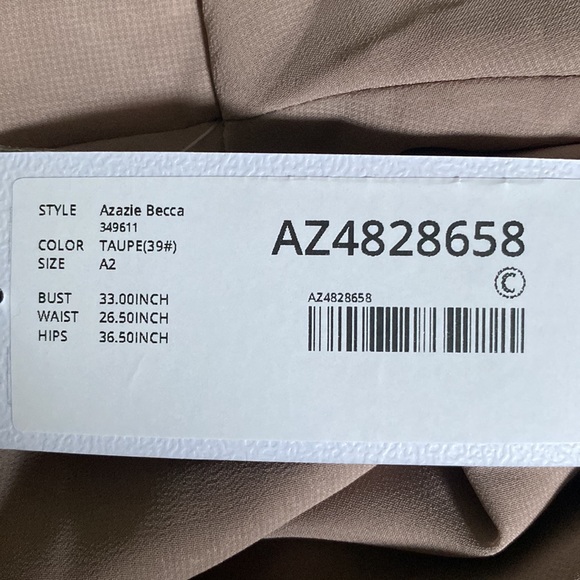 STYLE Azazie Becca
349611
COLOR TAUPE(39#)
SIZE A2
BUST 33.00INCH
WAIST 26.50INCH
HIPS 36.50INCH
AZ4828658
C
AZ4828658